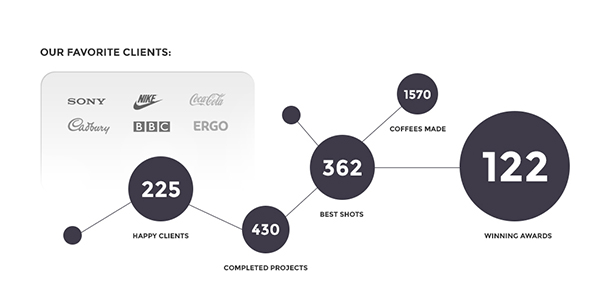 OUR FAVORITE CLIENTS:
SONY NIKE Coca-Cola
Cadbury BBC ERGO
1570
COFFEES MADE
362
BEST SHOTS
122
WINNING AWARDS
225
HAPPY CLIENTS
430
COMPLETED PROJECTS